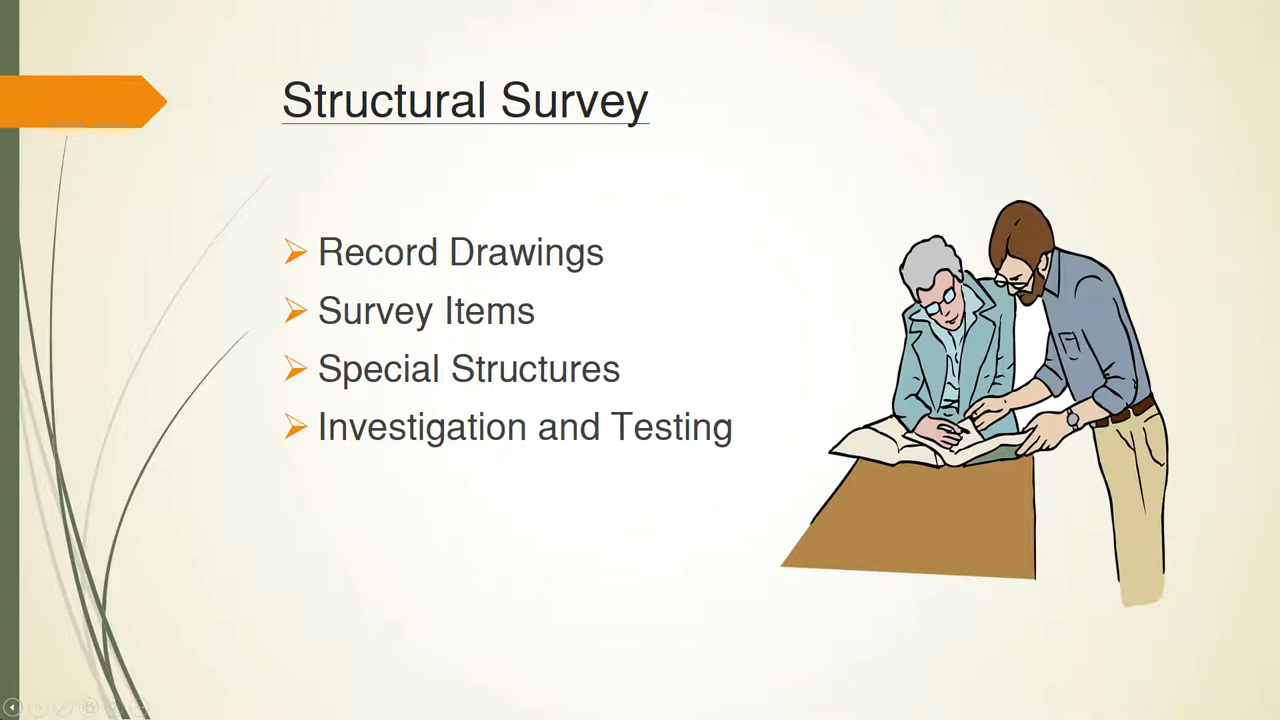 Structural Survey
Record Drawings
Survey Items
Special Structures
Investigation and Testing